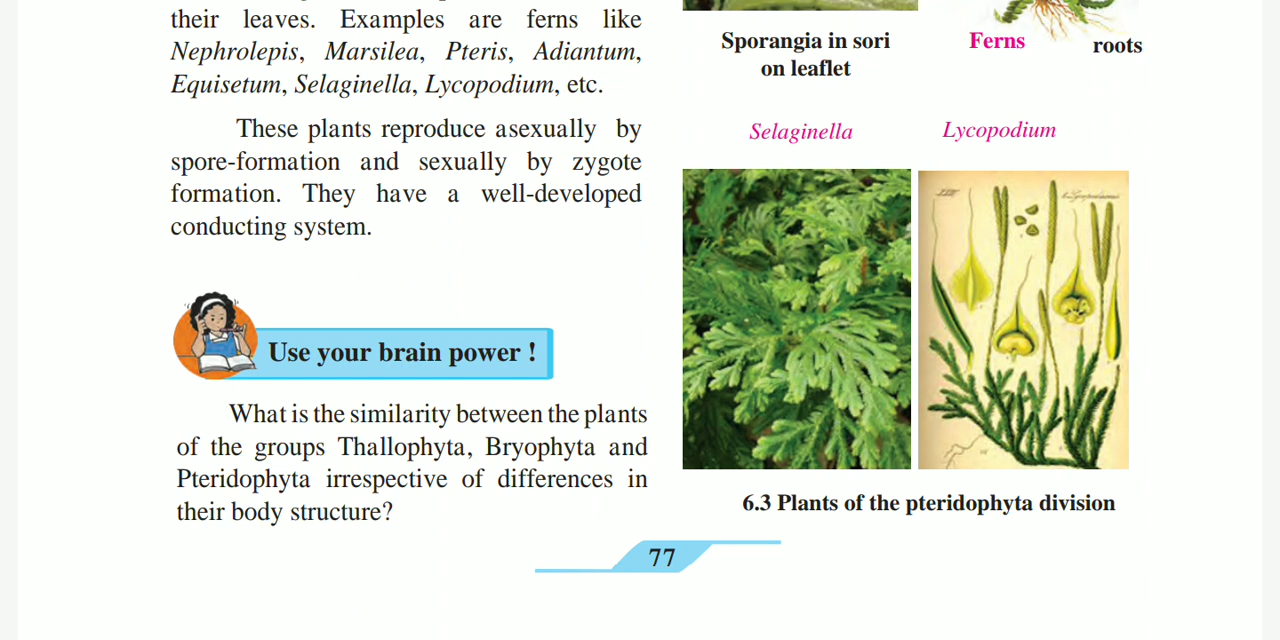 their leaves. Examples are ferns like
Nephrolepis, Marsilea, Pteris, Adiantum,
Equisetum, Selaginella, Lycopodium, etc.
These plants reproduce asexually by
spore-formation and sexually by zygote
formation. They have a well-developed
conducting system.
Use your brain power !
What is the similarity between the plants
of the groups Thallophyta, Bryophyta and
Pteridophyta irrespective of differences in
their body structure?
Sporangia in sori
on leaflet
Ferns
roots
Selaginella
Lycopodium
6.3 Plants of the pteridophyta division
77